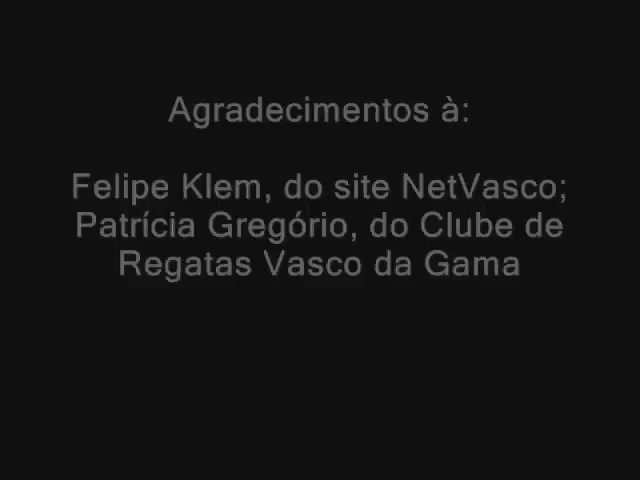 Agradecimentos à:
Felipe Klem, do site NetVasco;
Patrícia Gregório, do Clube de
Regatas Vasco da Gama